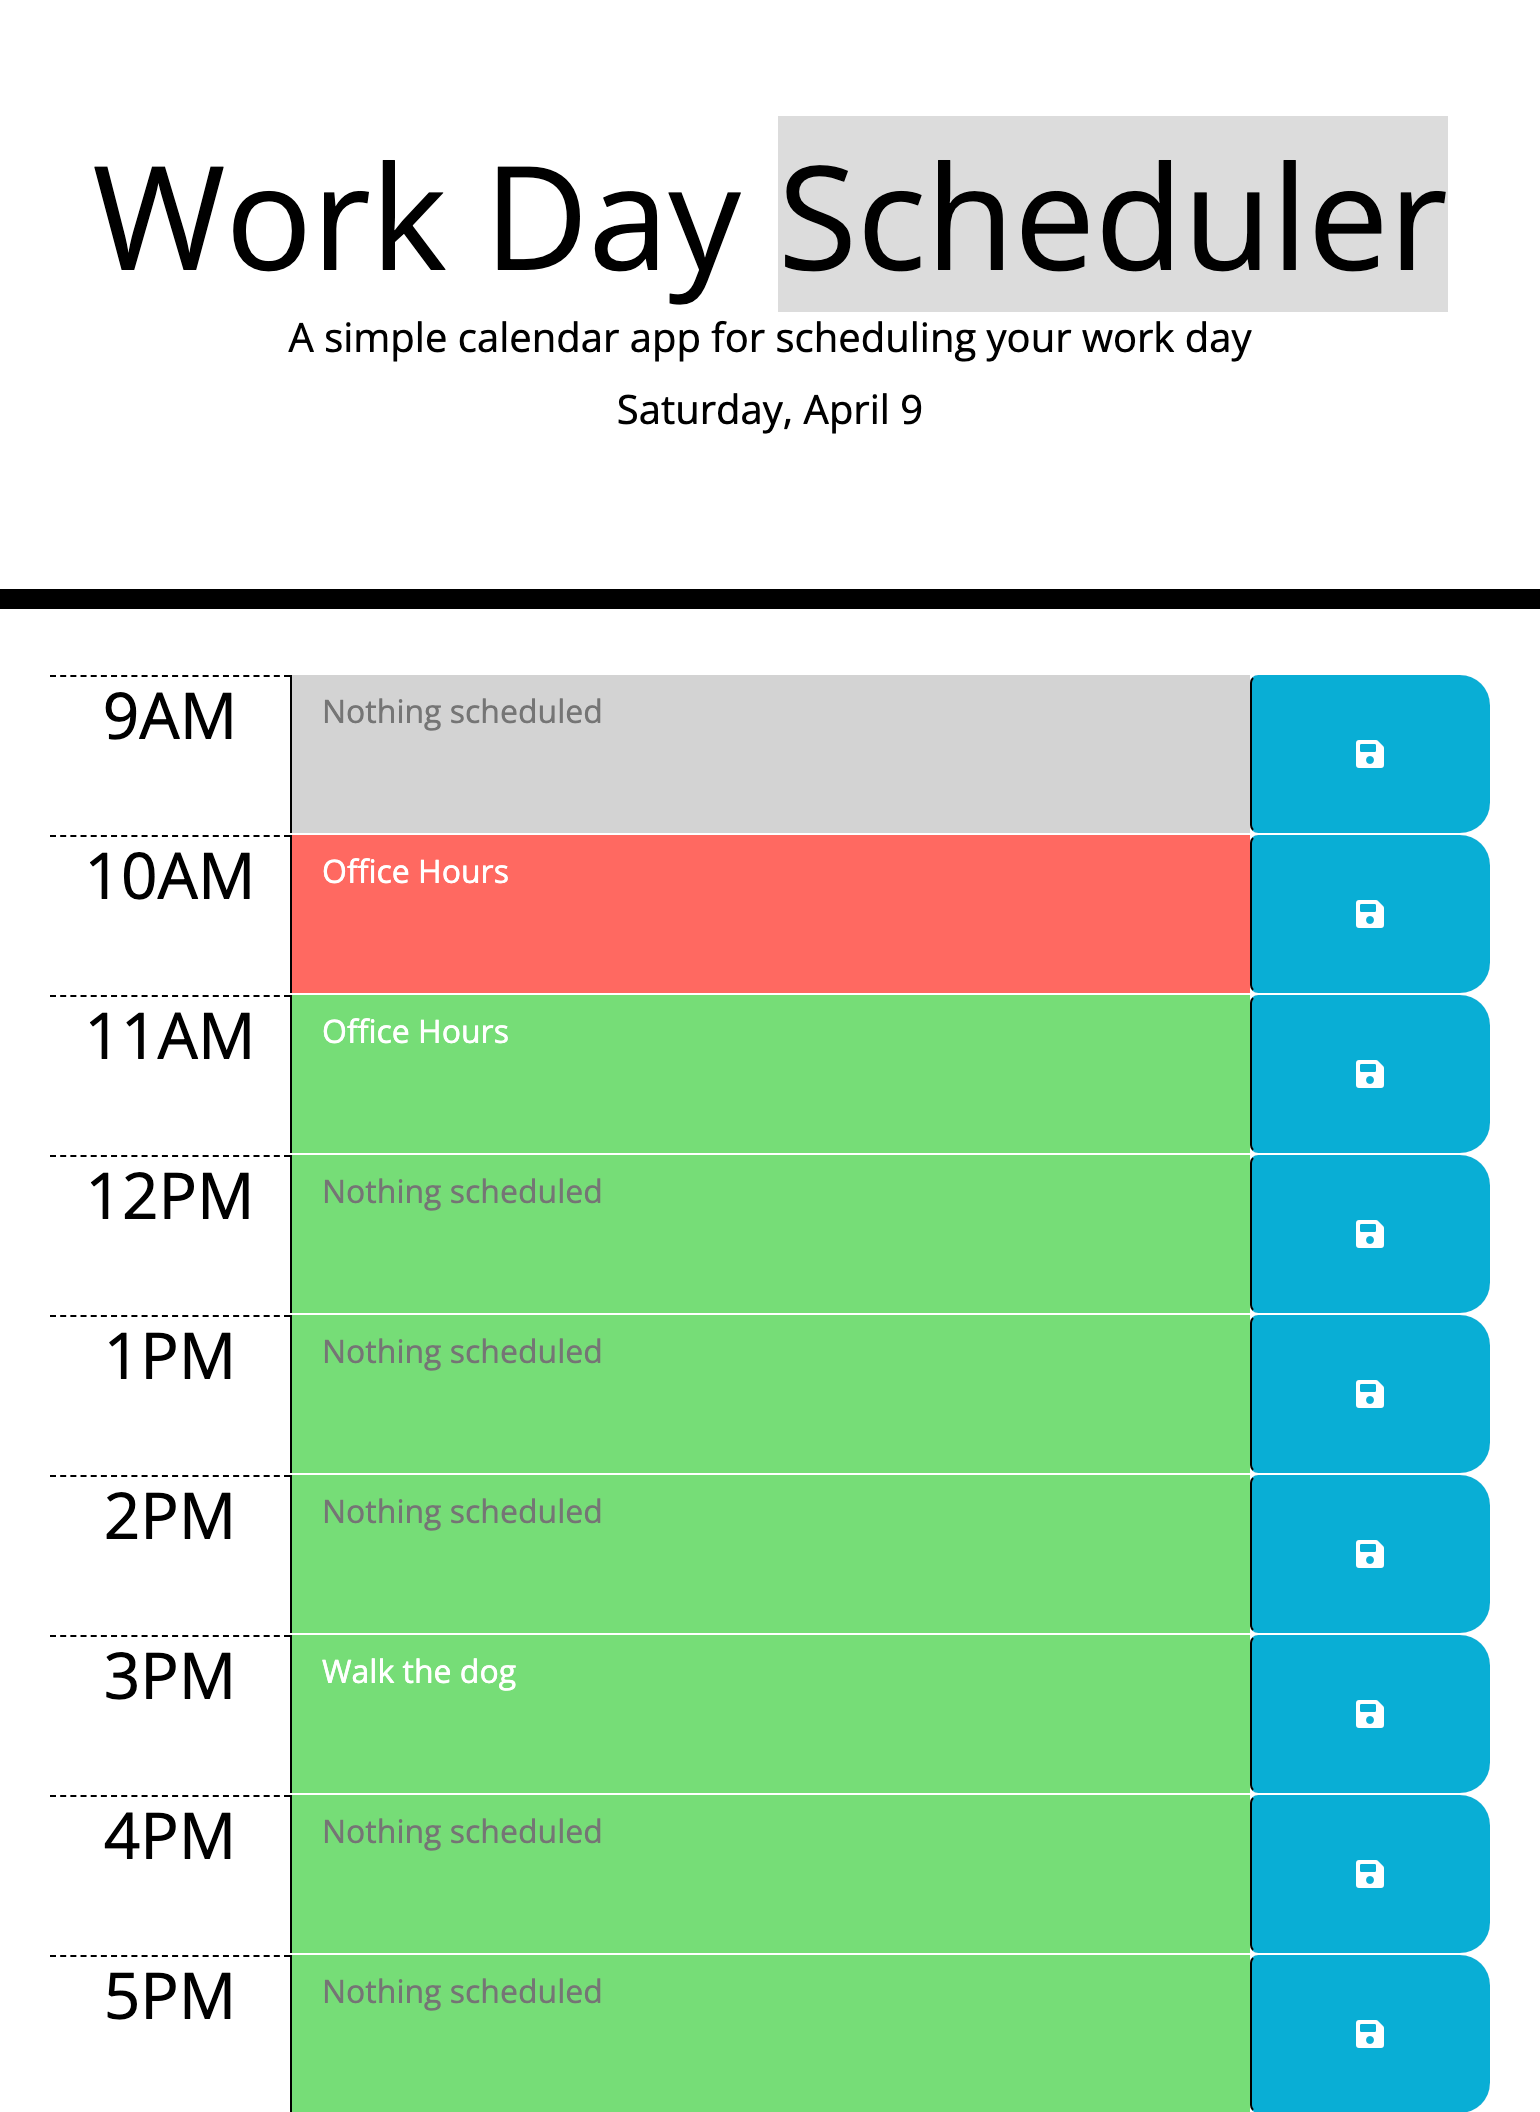 Work Day Scheduler
A simple calendar app for scheduling your work day
Saturday, April 9
9AM Nothing scheduled
10AM Office Hours
11AM Office Hours
12PM Nothing scheduled
1PM Nothing scheduled
2PM Nothing scheduled
3PM Walk the dog
4PM Nothing scheduled
5PM Nothing scheduled